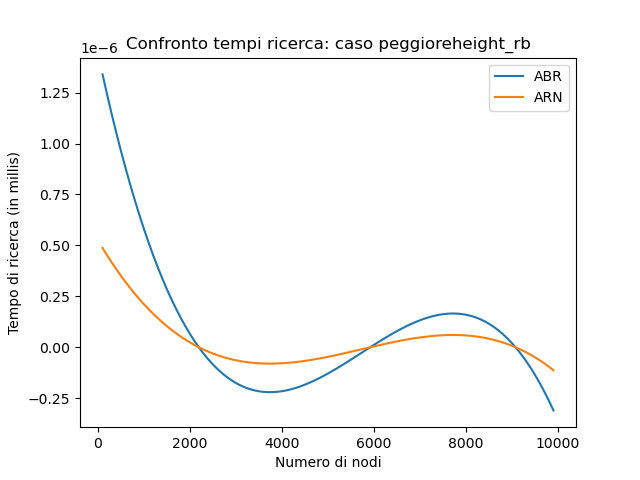 1e−6
Confronto tempi ricerca: caso peggioreheight_rb
ABR
ARN
1.25
1.00
0.75
0.50
0.25
0.00
−0.25
Tempo di ricerca (in millis)
0
2000
4000
6000
8000
10000
Numero di nodi